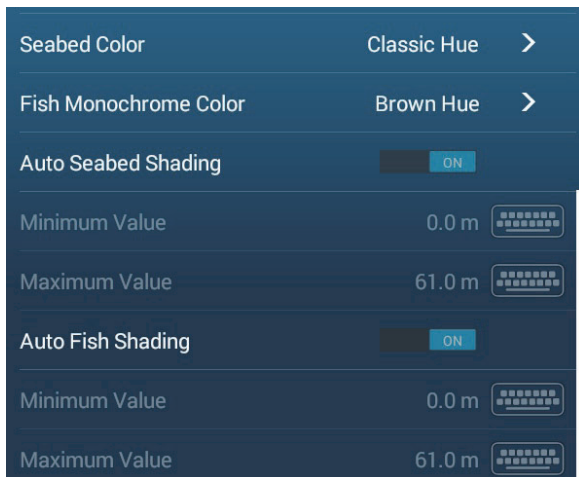 Seabed Color Classic Hue >
Fish Monochrome Color Brown Hue >
Auto Seabed Shading ON
Minimum Value 0.0 m
Maximum Value 61.0 m
Auto Fish Shading ON
Minimum Value 0.0 m
Maximum Value 61.0 m